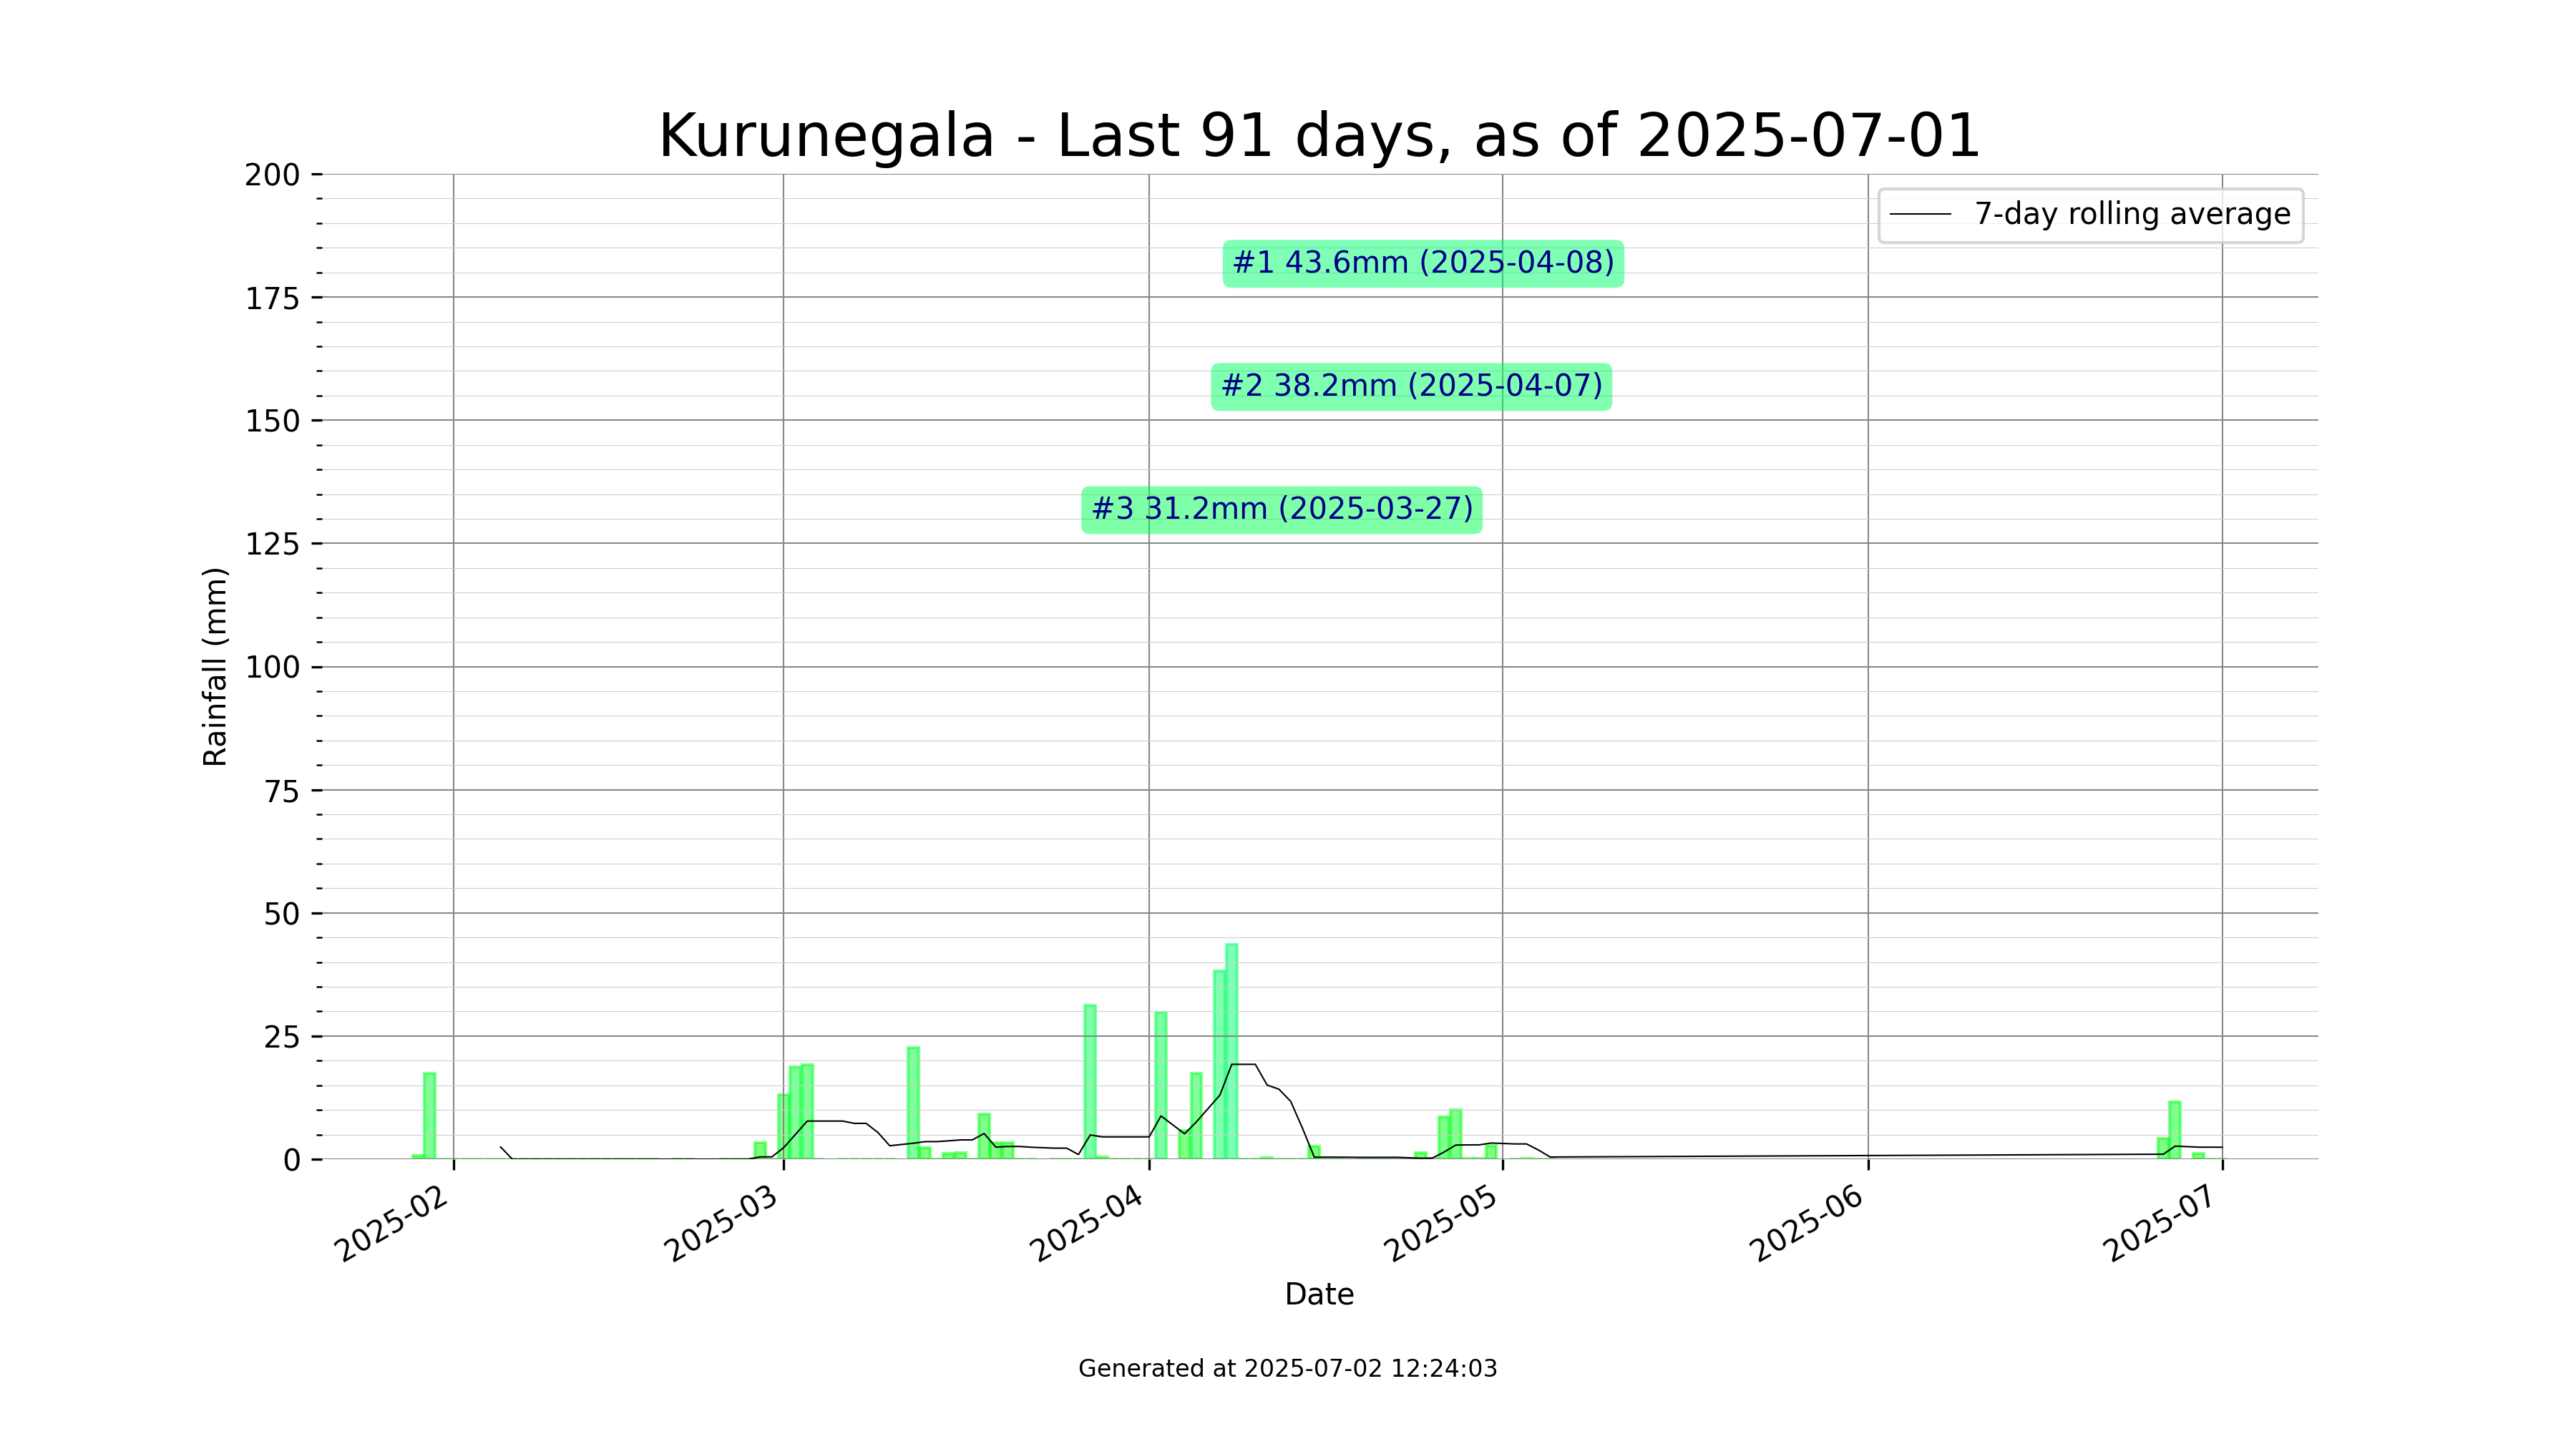 Kurunegala - Last 91 days, as of 2025-07-01
7-day rolling average
#1 43.6mm (2025-04-08)
#2 38.2mm (2025-04-07)
#3 31.2mm (2025-03-27)
Rainfall (mm)
200
175
150
125
100
75
50
25
0
2025-02
2025-03
2025-04
2025-05
2025-06
2025-07
Date
Generated at 2025-07-02 12:24:03